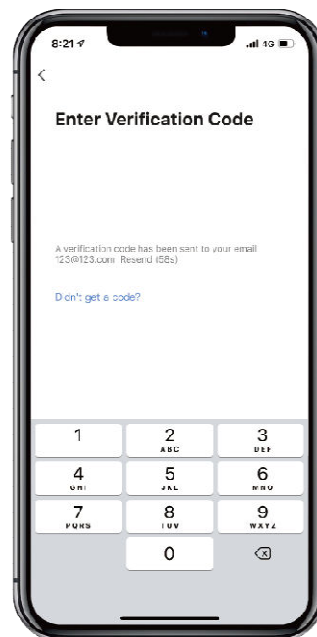 8:21
4G
Enter Verification Code
A verification code has been sent to your email
123@123.com Resend (58s)
Didn't get a code?
1
2
ABC
3
DEF
4
GHI
5
JKL
6
MNO
7
PQRS
8
TUV
9
WXYZ
0